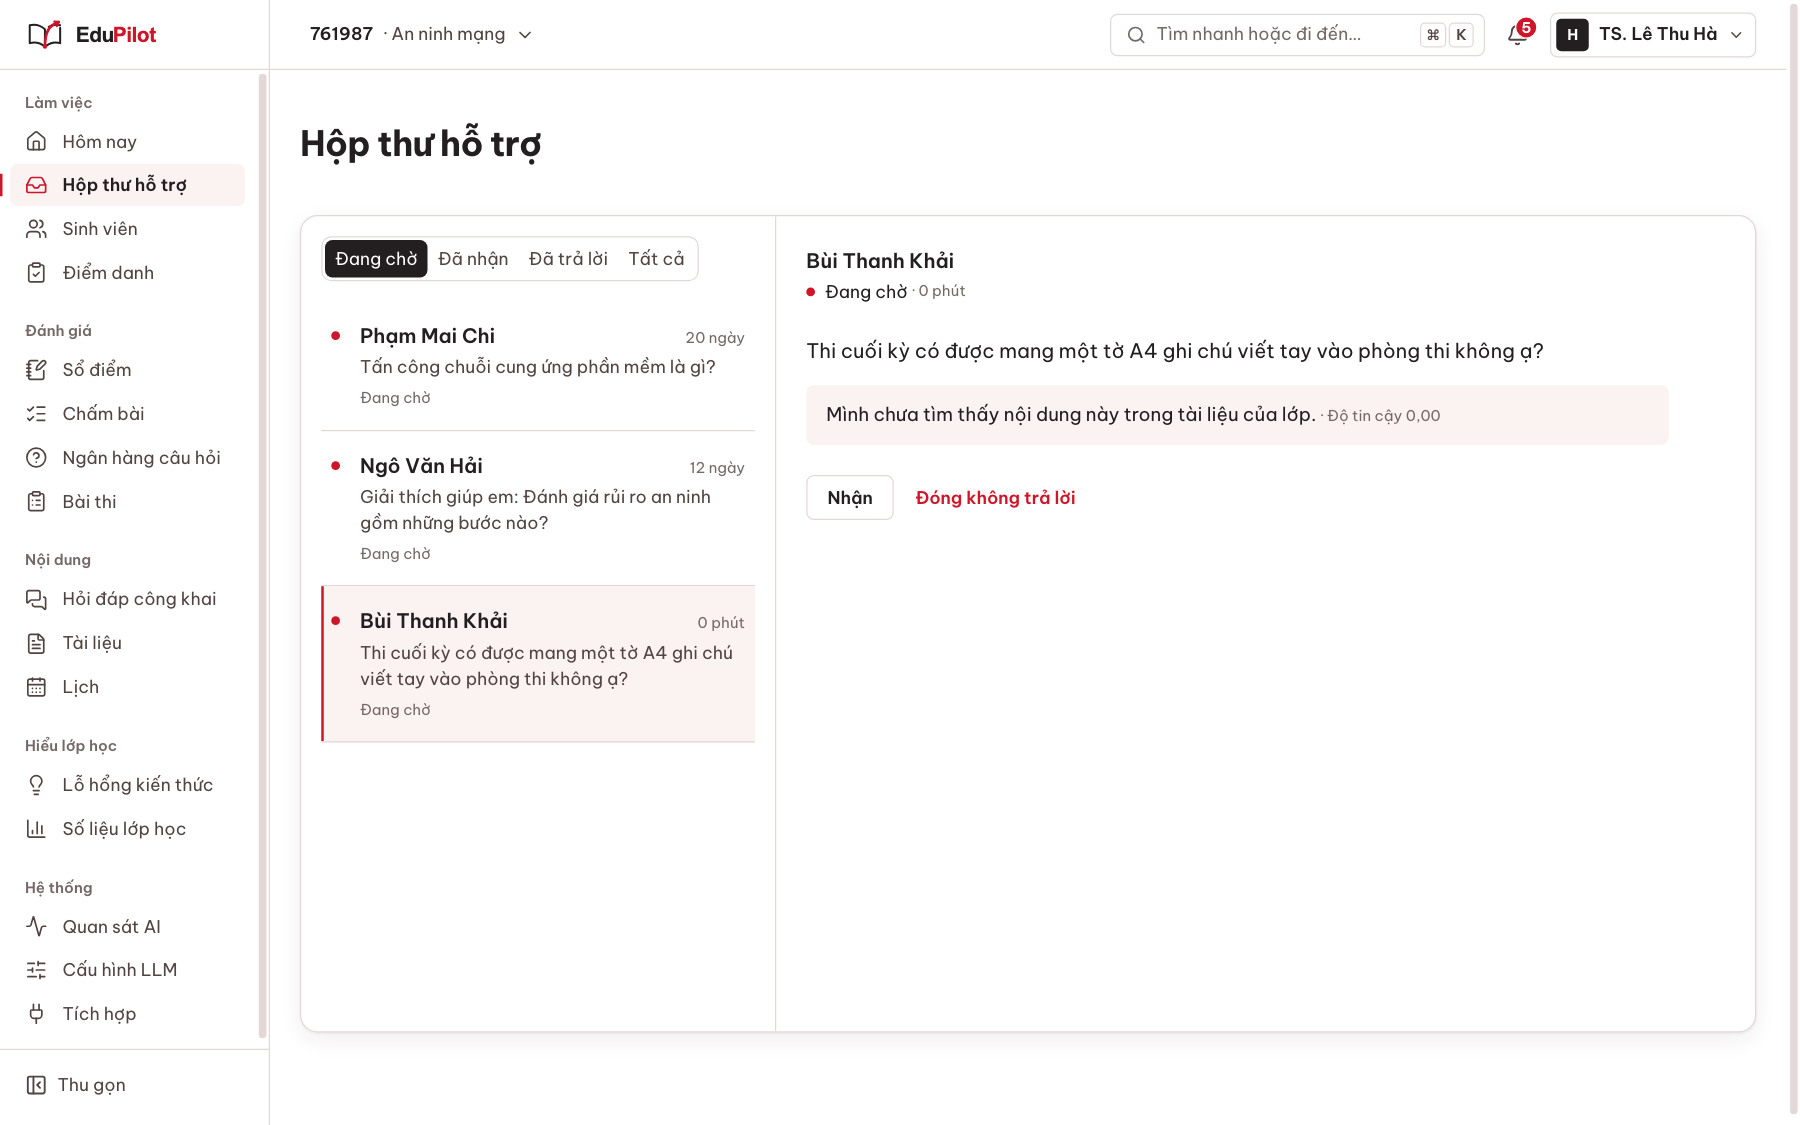 EduPilot
761987 · An ninh mạng
Tìm nhanh hoặc đi đến...
⌘ K
5
H
TS. Lê Thu Hà
Làm việc
Hôm nay
Hộp thư hỗ trợ
Sinh viên
Điểm danh
Đánh giá
Sổ điểm
Chấm bài
Ngân hàng câu hỏi
Bài thi
Nội dung
Hỏi đáp công khai
Tài liệu
Lịch
Hiểu lớp học
Lỗ hổng kiến thức
Số liệu lớp học
Hệ thống
Quan sát AI
Cấu hình LLM
Tích hợp
Thu gọn
Hộp thư hỗ trợ
Đang chờ Đã nhận Đã trả lời Tất cả
Phạm Mai Chi 20 ngày
Tấn công chuỗi cung ứng phần mềm là gì?
Đang chờ
Ngô Văn Hải 12 ngày
Giải thích giúp em: Đánh giá rủi ro an ninh
gồm những bước nào?
Đang chờ
Bùi Thanh Khải 0 phút
Thi cuối kỳ có được mang một tờ A4 ghi chú
viết tay vào phòng thi không ạ?
Đang chờ
Bùi Thanh Khải
Đang chờ · 0 phút
Thi cuối kỳ có được mang một tờ A4 ghi chú viết tay vào phòng thi không ạ?
Mình chưa tìm thấy nội dung này trong tài liệu của lớp. · Độ tin cậy 0,00
Nhận
Đóng không trả lời